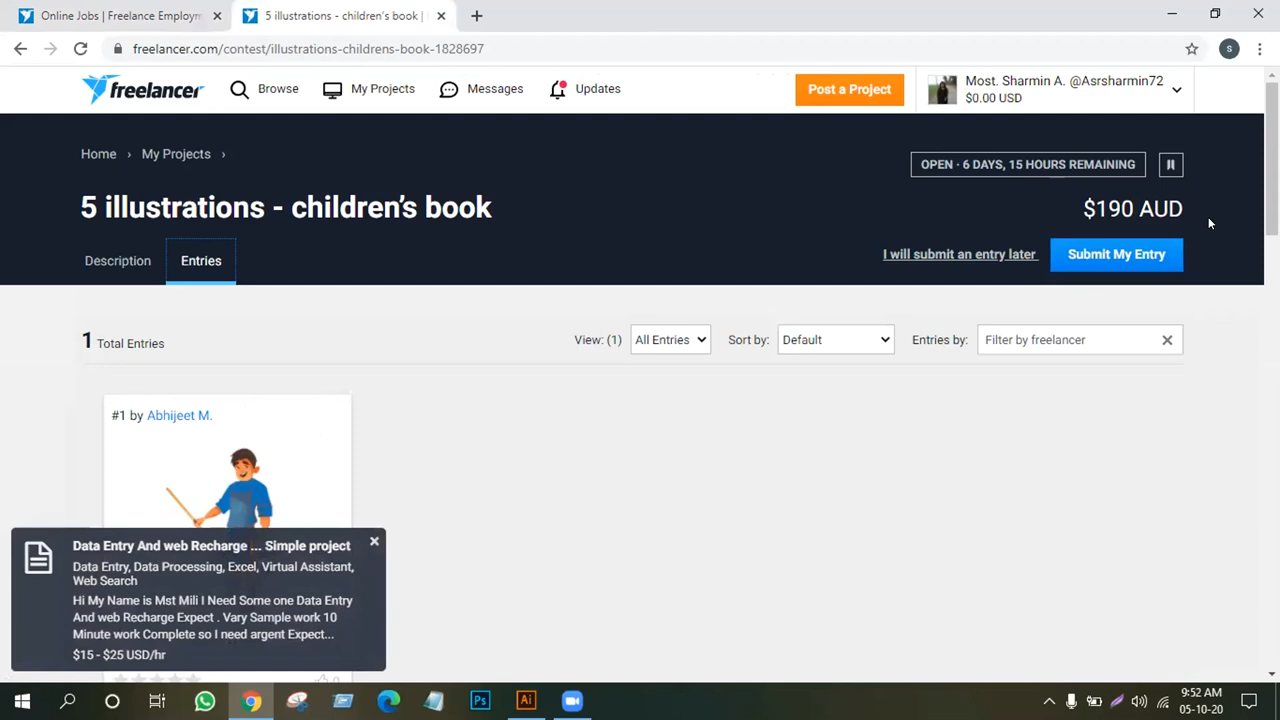 Online Jobs | Freelance Employm
5 illustrations - children's book |
freelancer.com/contest/illustrations-childrens-book-1828697
S
freelancer
Browse
My Projects
Messages
Updates
Post a Project
Most. Sharmin A. @Asrsharmin72
$0.00 USD
Home › My Projects ›
OPEN · 6 DAYS, 15 HOURS REMAINING
5 illustrations - children's book
$190 AUD
Description
Entries
I will submit an entry later
Submit My Entry
1 Total Entries
View: (1) All Entries
Sort by: Default
Entries by: Filter by freelancer
#1 by Abhijeet M.
Data Entry And web Recharge ... Simple project
Data Entry, Data Processing, Excel, Virtual Assistant,
Web Search
Hi My Name is Mst Mili I Need Some one Data Entry
And web Recharge Expect . Vary Sample work 10
Minute work Complete so I need argent Expect...
$15 - $25 USD/hr
0
Ps
Ai
9:52 AM
05-10-20